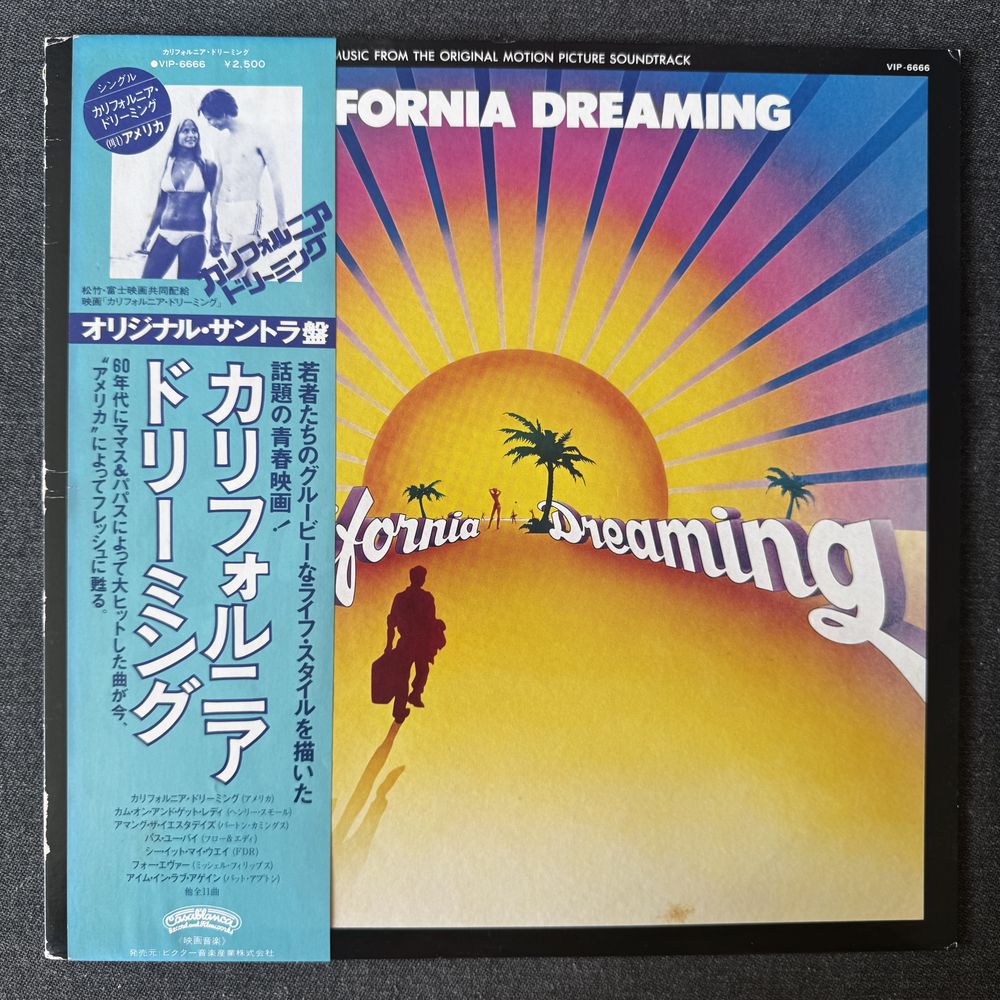 カリフォルニア・ドリーミング
●VIP-6666 ¥2,500
シングル
カリフォルニア・
ドリーミング
アメリカ
カリフォルニア
ドリーミング
松竹・富士映画共同配給
映画「カリフォルニア・ドリーミング」
オリジナル・サントラ盤
若者たちのグルービーなライフ・スタイルを描いた
話題の青春映画!
カリフォルニア
ドリーミング
60年代にママス&パパスによって大ヒットした曲が今、
“アメリカ”によってフレッシュに甦る。
カリフォルニア・ドリーミング(アメリカ)
カム・オン・アンド・ゲット・レディ(ヘンリー・スモール)
アマング・ザ・イエスタデイズ(バートン・カミングス)
パス・ユー・バイ(フロー&エディ)
シー・イット・マイ・ウエイ(FDR)
フォー・エヴァー(ミッシェル・フィリップス)
アイム・イン・ラブ・アゲイン(パット・アプトン)
他全11曲
Casablanca
Record and Filmworks
《映画音楽》
発売元・ビクター音楽産業株式会社
MUSIC FROM THE ORIGINAL MOTION PICTURE SOUNDTRACK
VIP-6666
FORNIA DREAMING
fornia Dreaming